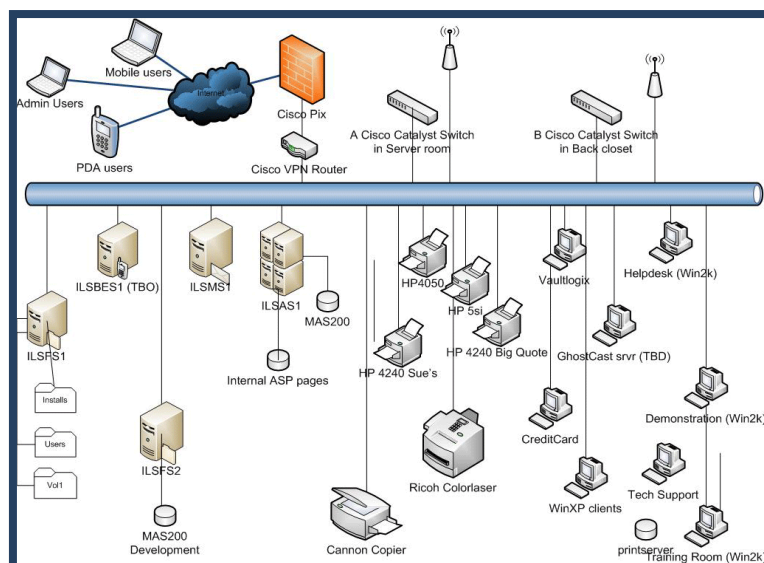 Mobile users
Admin Users
Internet
PDA users
Cisco Pix
Cisco VPN Router
A Cisco Catalyst Switch
in Server room
B Cisco Catalyst Switch
in Back closet
ILSBES1 (TBO)
ILSMS1
ILSAS1
MAS200
HP4050
HP 5si
Vaultlogix
Helpdesk (Win2k)
ILSFS1
Internal ASP pages
HP 4240 Sue's
HP 4240 Big Quote
GhostCast srvr (TBD)
Installs
Users
Vol1
ILSFS2
MAS200
Development
Cannon Copier
Ricoh Colorlaser
CreditCard
WinXP clients
Demonstration (Win2k)
Tech Support
printserver
Training Room (Win2k)